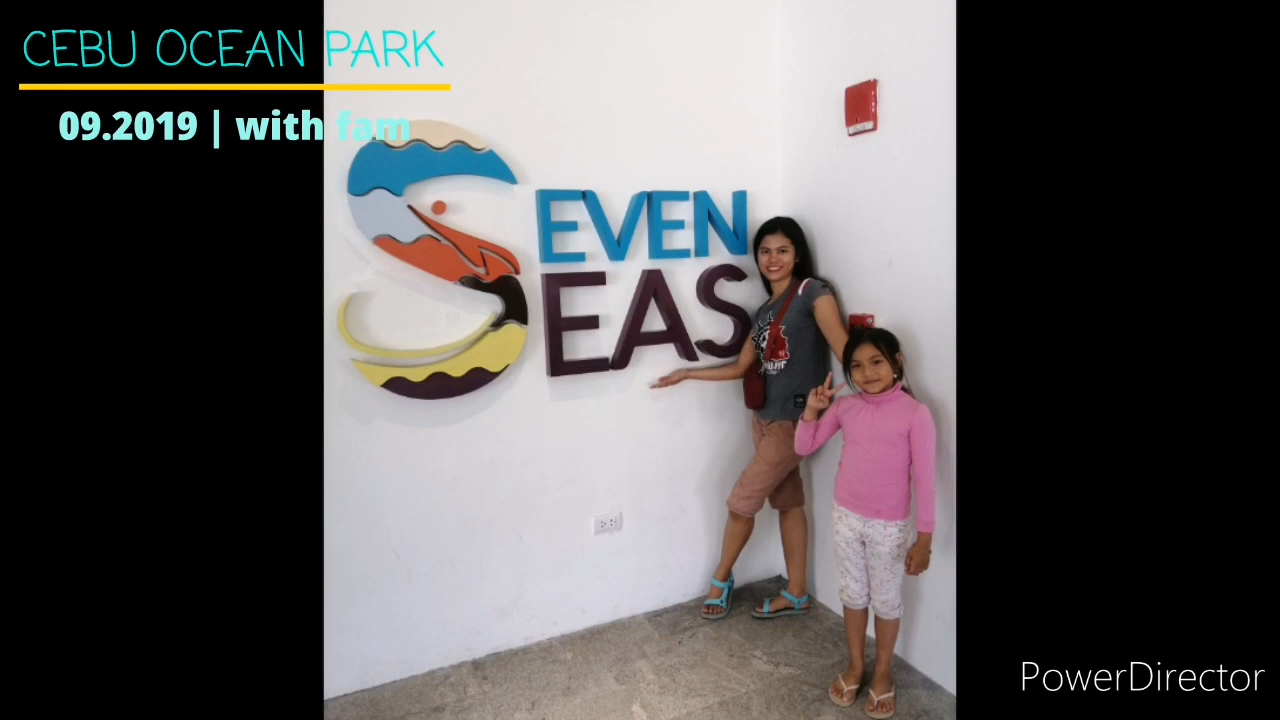 CEBU OCEAN PARK
09.2019 | with fam
SEVEN
SEAS
PowerDirector